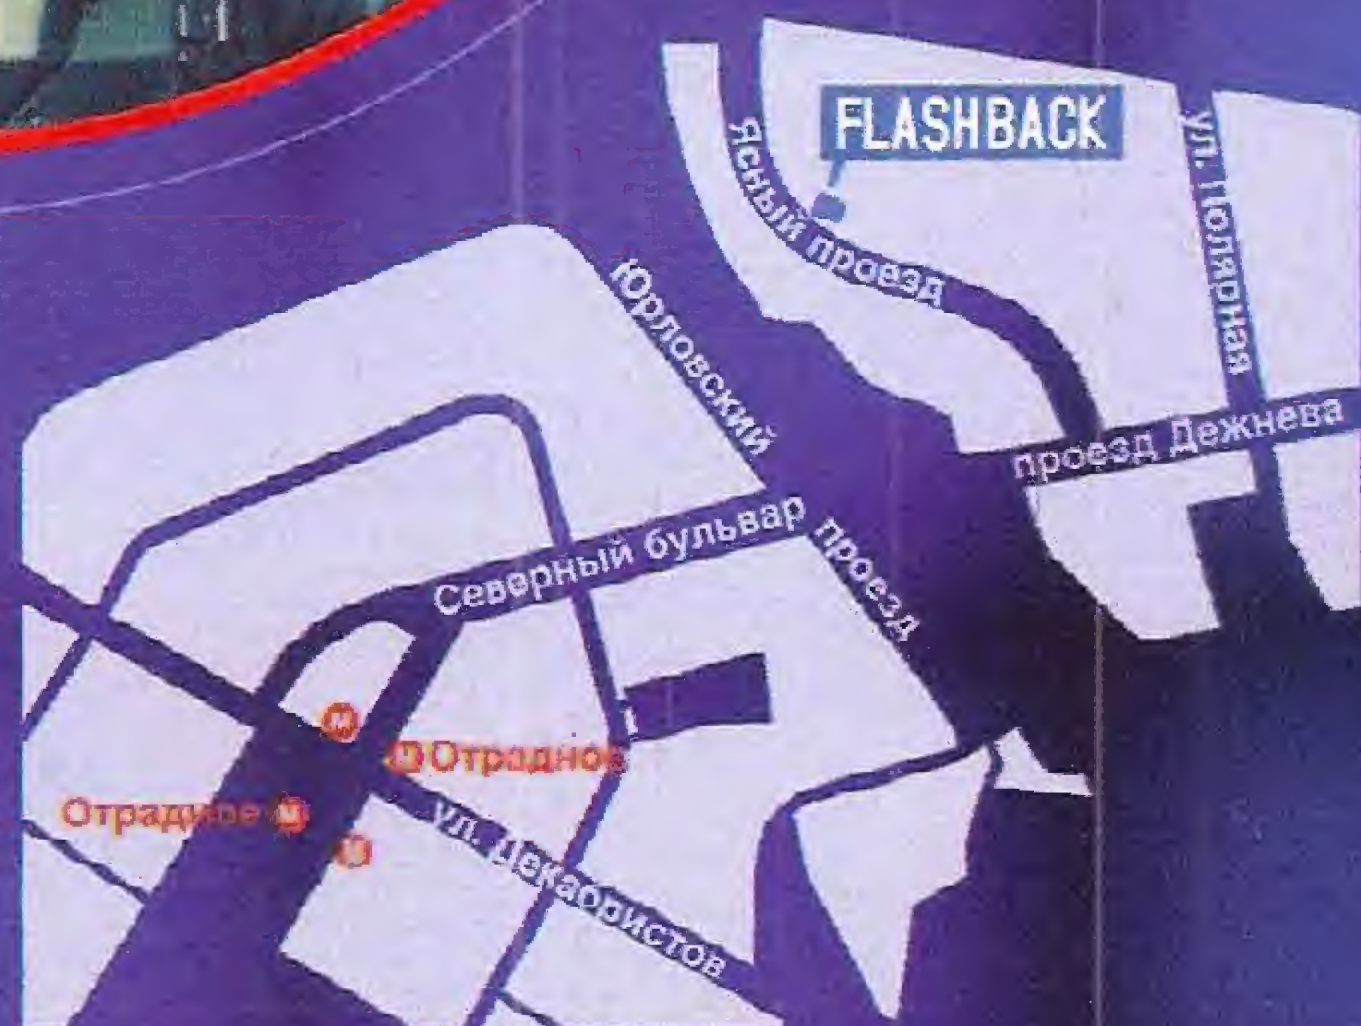 FLASHBACK
Ясный проезд
ул. Полярная
Юрловский
проезд
проезд Дежнева
Северный бульвар
М
М Отрадное
Отрадное М
М
ул. Декабристов